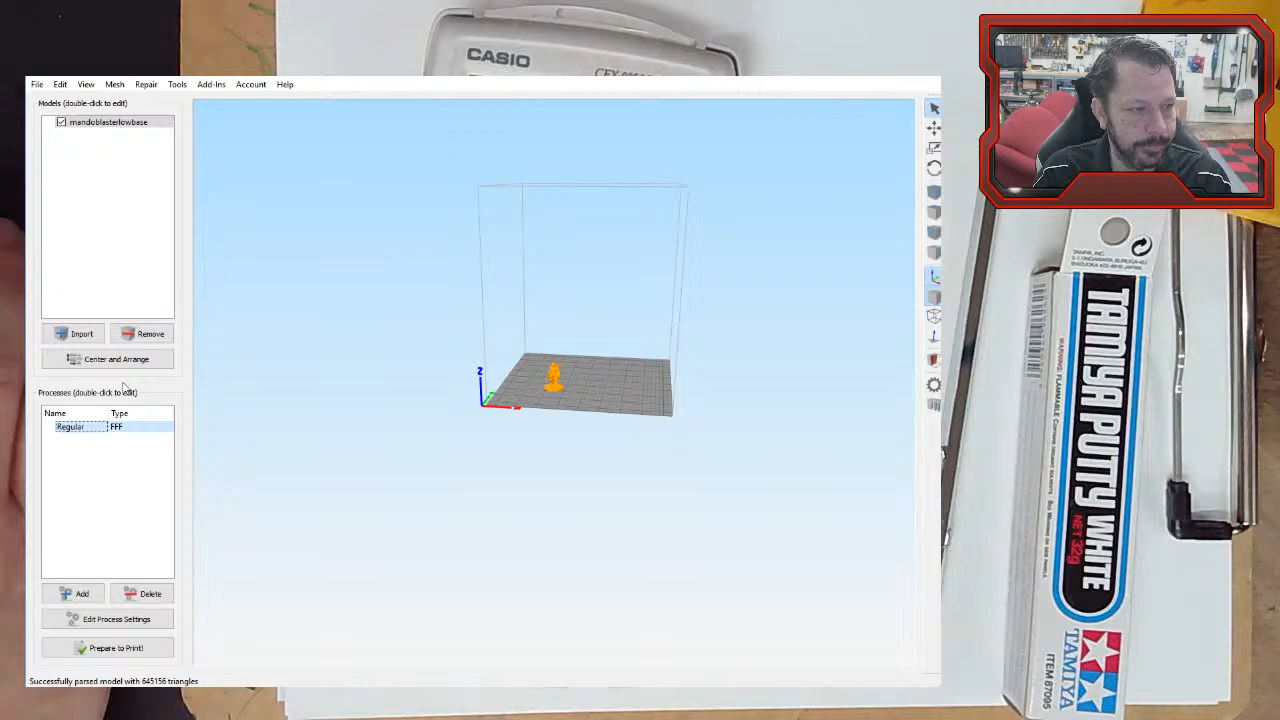 CASIO
File Edit View Mesh Repair Tools Add-Ins Account Help
Models (double-click to edit)
mandoblasterlowbase
Import Remove
Center and Arrange
Processes (double-click to edit)
Name Type
Regular FFF
Add Delete
Edit Process Settings
Prepare to Print!
Successfully parsed model with 645156 triangles
Z
TAMIYA PUTTY WHITE
NET 32g
TAMIYA
ITEM 87095